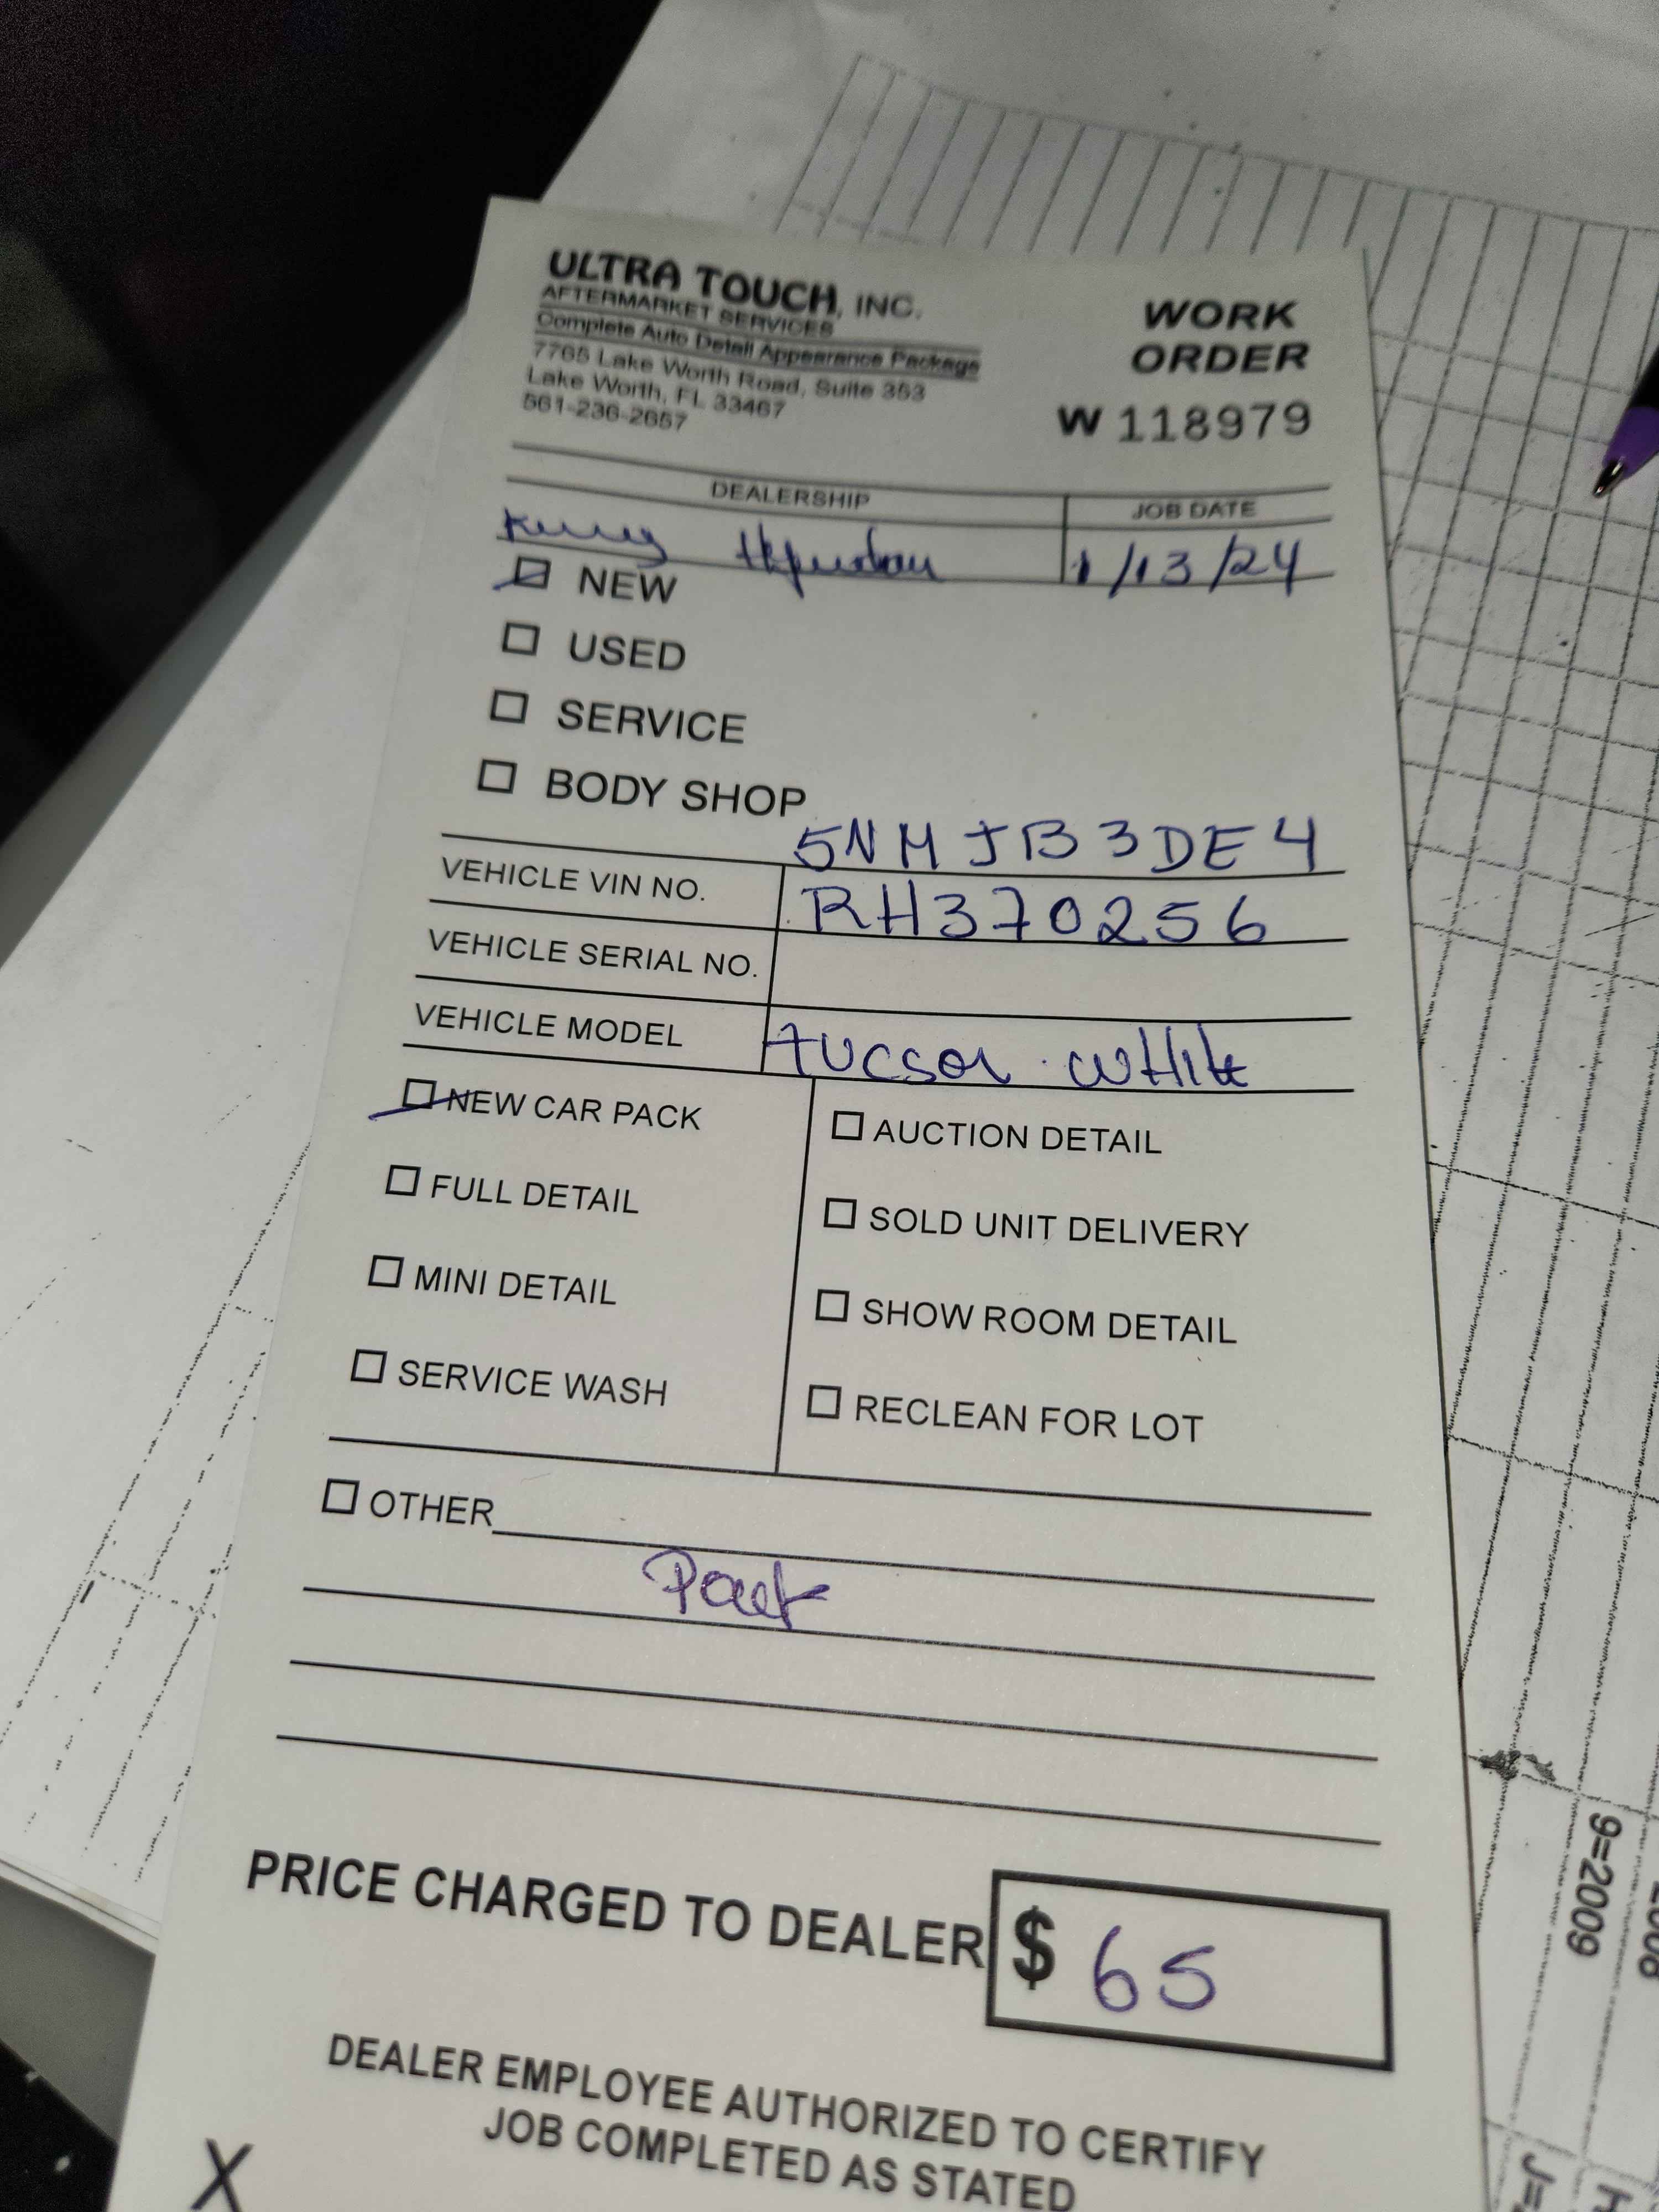 ULTRA TOUCH, INC.
AFTERMARKET SERVICES
Complete Auto Detail Appearance Package
7765 Lake Worth Road, Suite 353
Lake Worth, FL 33467
561-236-2657
WORK
ORDER
W 118979
DEALERSHIP
JOB DATE
1/13/24
NEW
USED
SERVICE
BODY SHOP
5NMJB3DE4
VEHICLE VIN NO.
RH370256
VEHICLE SERIAL NO.
VEHICLE MODEL
Tucson White
NEW CAR PACK
AUCTION DETAIL
FULL DETAIL
SOLD UNIT DELIVERY
MINI DETAIL
SHOW ROOM DETAIL
SERVICE WASH
RECLEAN FOR LOT
OTHER
PRICE CHARGED TO DEALER
$ 65
DEALER EMPLOYEE AUTHORIZED TO CERTIFY
JOB COMPLETED AS STATED
X
9=2009
J=